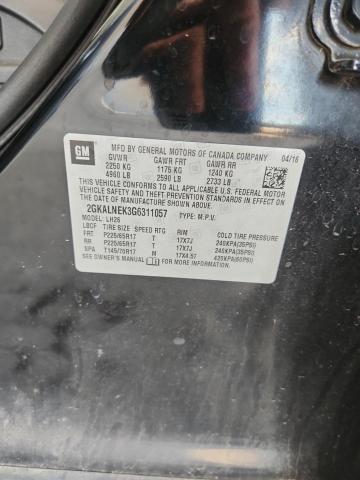 GM MFD BY GENERAL MOTORS OF CANADA COMPANY 04/16
GVWR GAWR FRT GAWR RR
2250 KG 1175 KG 1240 KG
4960 LB 2590 LB 2733 LB
THIS VEHICLE CONFORMS TO ALL APPLICABLE U.S. FEDERAL MOTOR
VEHICLE SAFETY, BUMPER, AND THEFT PREVENTION STANDARDS
IN EFFECT ON THE DATE OF MANUFACTURE SHOWN ABOVE.
2GKALNEK3G6311057 TYPE: M.P.V.
MODEL: LH26
LBCF TIRE SIZE SPEED RTG RIM COLD TIRE PRESSURE
FRT P225/65R17 T 17X7J 240KPA(35PSI)
RR P225/65R17 T 17X7J 240KPA(35PSI)
SPA T145/70R17 M 17X4.5T 420KPA(60PSI)
SEE OWNER'S MANUAL FOR ADDITIONAL INFORMATION